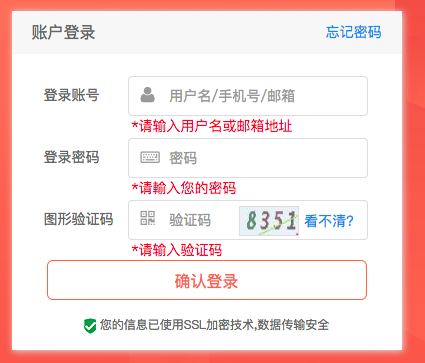 账户登录 忘记密码
登录账号 用户名/手机号/邮箱
*请输入用户名或邮箱地址
登录密码 密码
*请输入您的密码
图形验证码 验证码 8351 看不清?
*请输入验证码
确认登录
您的信息已使用SSL加密技术,数据传输安全